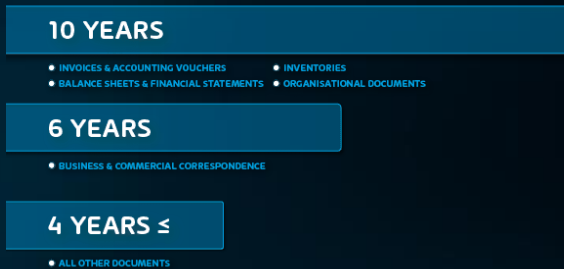 10 YEARS
INVOICES & ACCOUNTING VOUCHERS
INVENTORIES
BALANCE SHEETS & FINANCIAL STATEMENTS
ORGANISATIONAL DOCUMENTS
6 YEARS
BUSINESS & COMMERCIAL CORRESPONDENCE
4 YEARS ≤
ALL OTHER DOCUMENTS